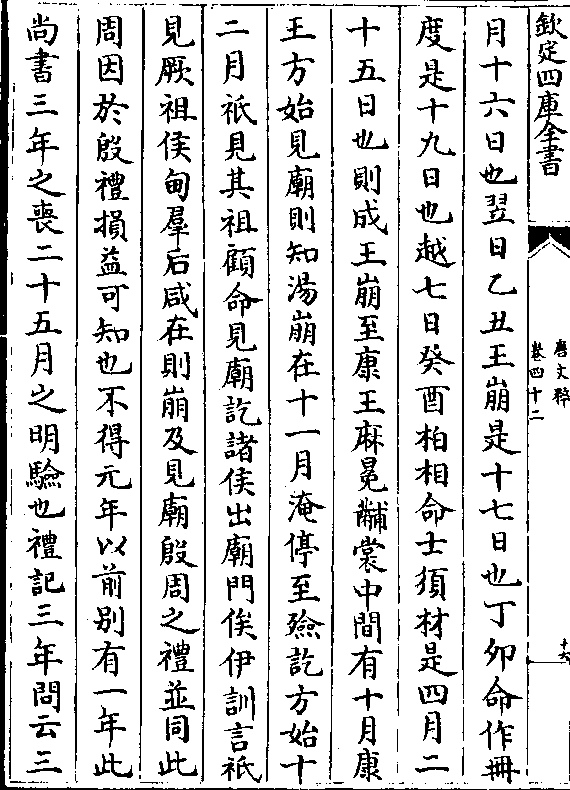 欽定四庫全書
唐文粹
卷四十二
十六
月十六日也翌日乙丑王崩是十七日也丁卯命作冊
度是十九日也越七日癸酉柏相命士須材是四月二
十五日也則成王崩至康王麻冕黼裳中間有十月康
王方始見廟則知湯崩在十一月淹停至殮訖方始十
二月祗見其祖顧命見廟訖諸侯出廟門俟伊訓言祗
見厥祖侯甸羣后咸在則崩及見廟殷周之禮並同此
周因於殷禮損益可知也不得元年以前别有一年此
尚書三年之喪二十五月之明驗也禮記三年問云三